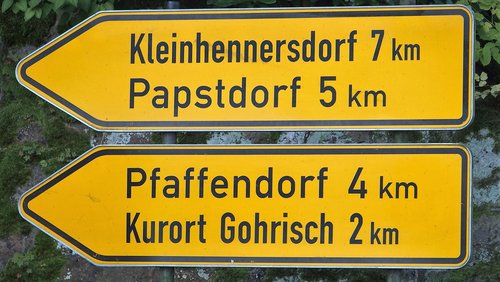 Kleinhennersdorf 7 km
Papstdorf 5 km
Pfaffendorf 4 km
Kurort Gohrisch 2 km